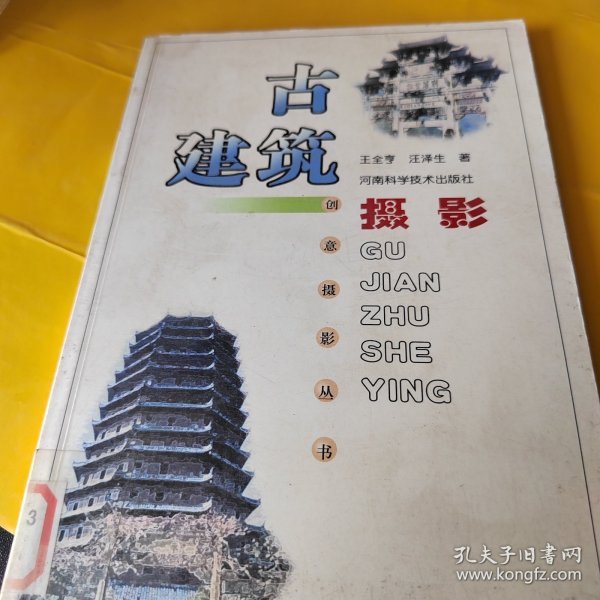 古
建筑
王全亨 汪泽生 著
河南科学技术出版社
摄影
创意摄影丛书
GU
JIAN
ZHU
SHE
YING
3
孔夫子旧书网
www.kongfz.com